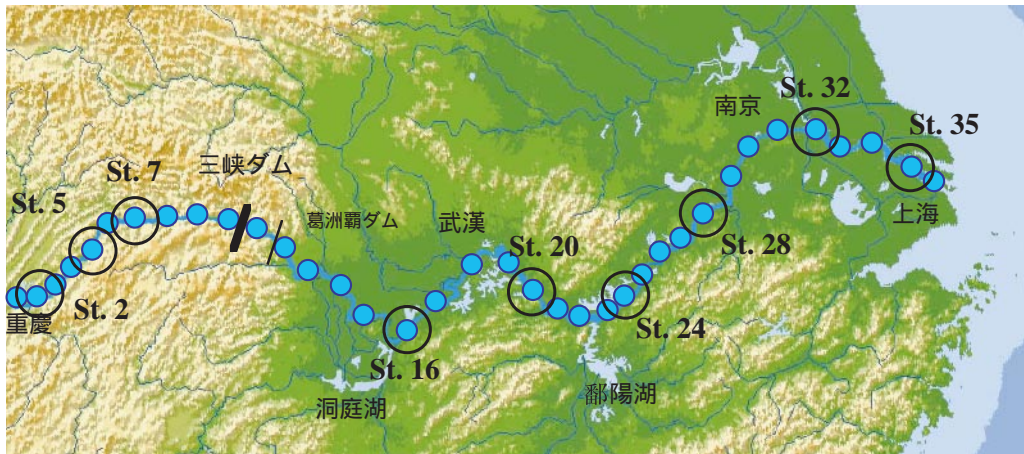 St. 32
南京
St. 35
三峡ダム
St. 7
St. 5
葛洲覇ダム
武漢
上海
St. 20
St. 28
St. 2
重慶
St. 24
St. 16
鄱陽湖
洞庭湖